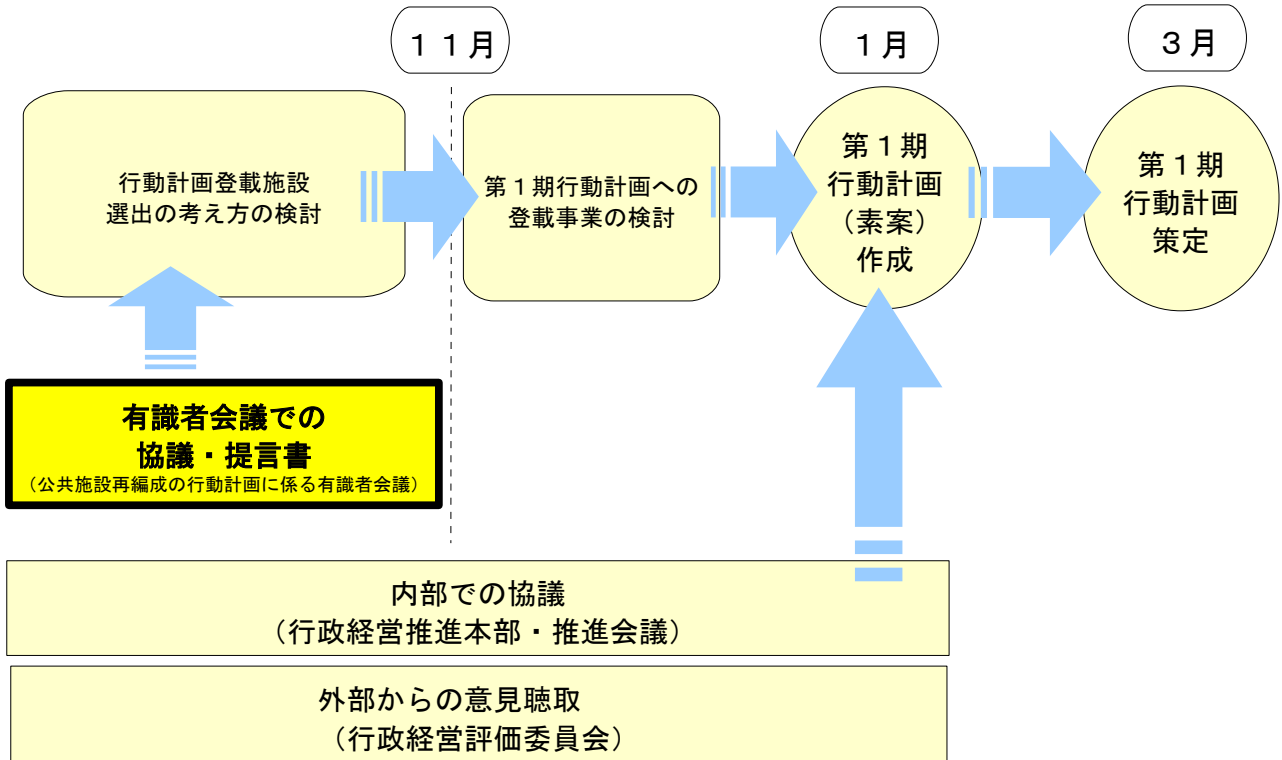 １１月
１月
３月
行動計画登載施設
選出の考え方の検討
第１期行動計画への
登載事業の検討
第１期
行動計画
（素案）
作成
第１期
行動計画
策定
有識者会議での
協議・提言書
（公共施設再編成の行動計画に係る有識者会議）
内部での協議
（行政経営推進本部・推進会議）
外部からの意見聴取
（行政経営評価委員会）